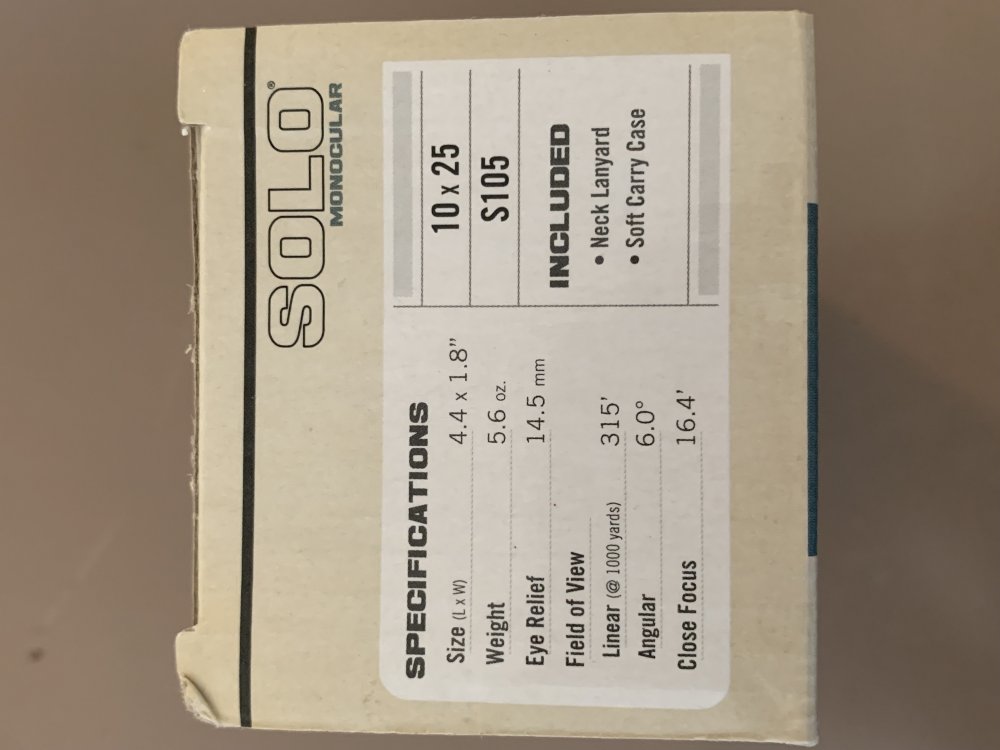 SOLO®
MONOCULAR
SPECIFICATIONS
Size (L x W) 4.4 x 1.8"
Weight 5.6 oz.
Eye Relief 14.5 mm
Field of View
Linear (@ 1000 yards) 315'
Angular 6.0°
Close Focus 16.4'
10 x 25
S105
INCLUDED
• Neck Lanyard
• Soft Carry Case